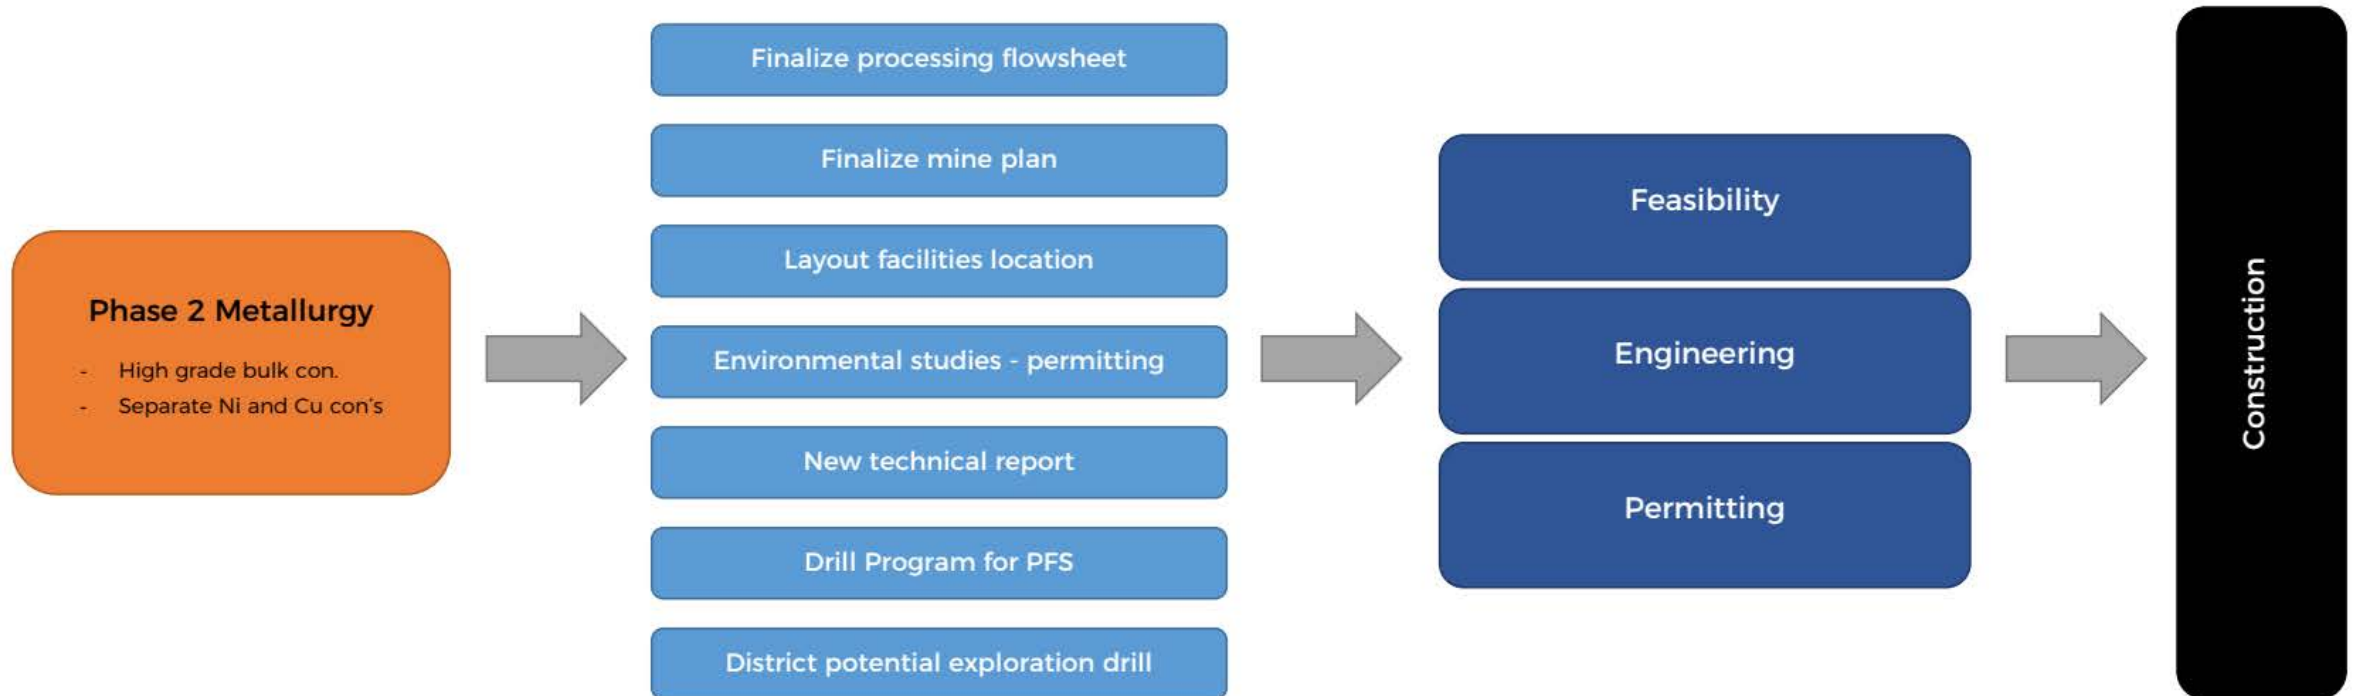 Phase 2 Metallurgy
- High grade bulk con.
- Separate Ni and Cu con's
Finalize processing flowsheet
Finalize mine plan
Layout facilities location
Environmental studies - permitting
New technical report
Drill Program for PFS
District potential exploration drill
Feasibility
Engineering
Permitting
Construction